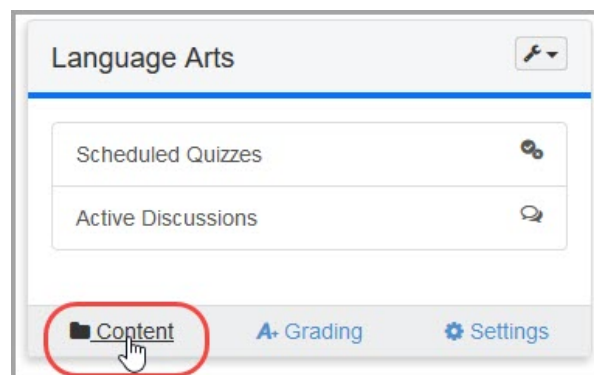 Language Arts
Scheduled Quizzes
Active Discussions
Content A+ Grading Settings